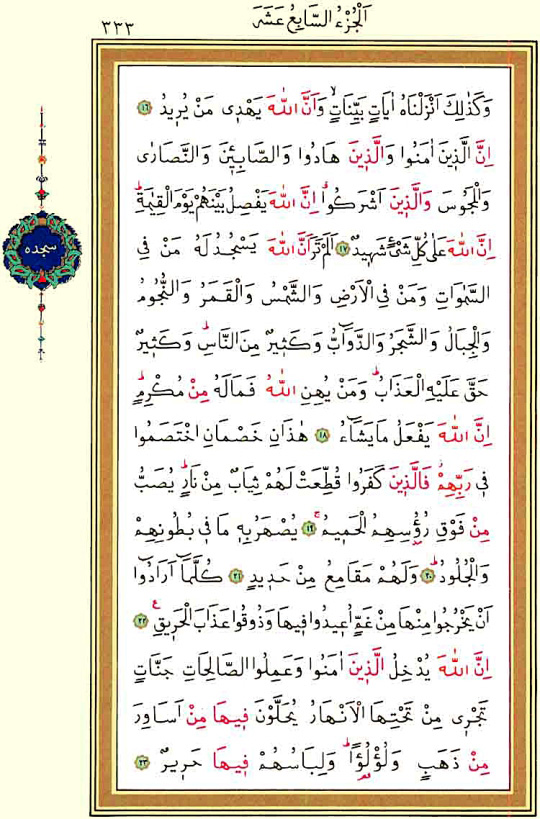 اَلْجُزْءُ السَّابِعُ عَشَرَ
٣٣٣
وَكَذٰلِكَ اَنْزَلْنَاهُ اٰيَاتٍ بَيِّنَاتٍۙ وَاَنَّ اللّٰهَ يَهْدٖى مَنْ يُرٖيدُ ﴿١٦﴾
اِنَّ الَّذٖينَ اٰمَنُوا وَالَّذٖينَ هَادُوا وَالصَّابِـٖٔينَ وَالنَّصَارٰى
وَالْمَجُوسَ وَالَّذٖينَ اَشْرَكُواۗ اِنَّ اللّٰهَ يَفْصِلُ بَيْنَهُمْ يَوْمَ الْقِيٰمَةِۜ
اِنَّ اللّٰهَ عَلٰى كُلِّ شَىْءٍ شَهٖيدٌ ﴿١٧﴾ اَلَمْ تَرَ اَنَّ اللّٰهَ يَسْجُدُ لَهُ مَنْ فِى
السَّمٰوَاتِ وَمَنْ فِى الْاَرْضِ وَالشَّمْسُ وَالْقَمَرُ وَالنُّجُومُ
وَالْجِبَالُ وَالشَّجَرُ وَالدَّوَٓابُّ وَكَثٖيرٌ مِنَ النَّاسِۜ وَكَثٖيرٌ
حَقَّ عَلَيْهِ الْعَذَابُۜ وَمَنْ يُهِنِ اللّٰهُ فَمَا لَهُ مِنْ مُكْرِمٍۜ
اِنَّ اللّٰهَ يَفْعَلُ مَا يَشَٓاءُ ﴿١٨﴾ هٰذَانِ خَصْمَانِ اخْتَصَمُوا
فٖى رَبِّهِمْۘ فَالَّذٖينَ كَفَرُوا قُطِّعَتْ لَهُمْ ثِيَابٌ مِنْ نَارٍۜ يُصَبُّ
مِنْ فَوْقِ رُؤُ۫سِهِمُ الْحَمٖيمُۚ ﴿١٩﴾ يُصْهَرُ بِهٖ مَا فٖى بُطُونِهِمْ
وَالْجُلُودُۜ ﴿٢٠﴾ وَلَهُمْ مَقَامِعُ مِنْ حَدٖيدٍ ﴿٢١﴾ كُلَّمَٓا اَرَادُٓوا
اَنْ يَخْرُجُوا مِنْهَا مِنْ غَمٍّ اُعٖيدُوا فٖيهَا وَذُوقُوا عَذَابَ الْحَرٖيقِ ﴿٢٢﴾ ع
اِنَّ اللّٰهَ يُدْخِلُ الَّذٖينَ اٰمَنُوا وَعَمِلُوا الصَّالِحَاتِ جَنَّاتٍ
تَجْرٖى مِنْ تَحْتِهَا الْاَنْهَارُ يُحَلَّوْنَ فٖيهَا مِنْ اَسَاوِرَ
مِنْ ذَهَبٍ وَلُؤْلُؤًاۜ وَلِبَاسُهُمْ فٖيهَا حَرٖيرٌ ﴿٢٣﴾
سجده